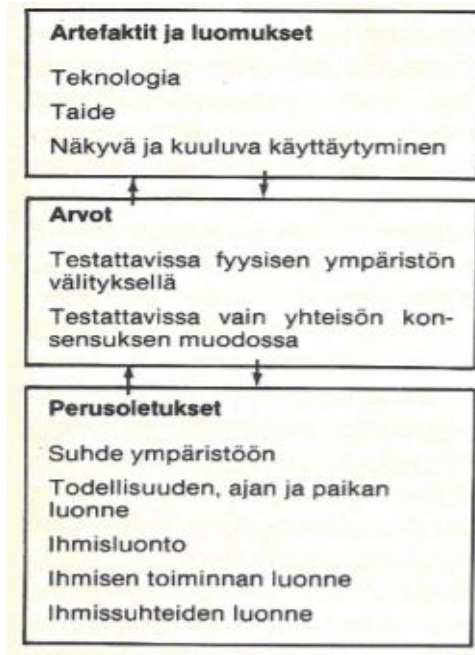 Artefaktit ja luomukset
Teknologia
Taide
Näkyvä ja kuuluva käyttäytyminen
Arvot
Testattavissa fyysisen ympäristön
välityksellä
Testattavissa vain yhteisön kon-
sensuksen muodossa
Perusoletukset
Suhde ympäristöön
Todellisuuden, ajan ja paikan
luonne
Ihmisluonto
Ihmisen toiminnan luonne
Ihmissuhteiden luonne